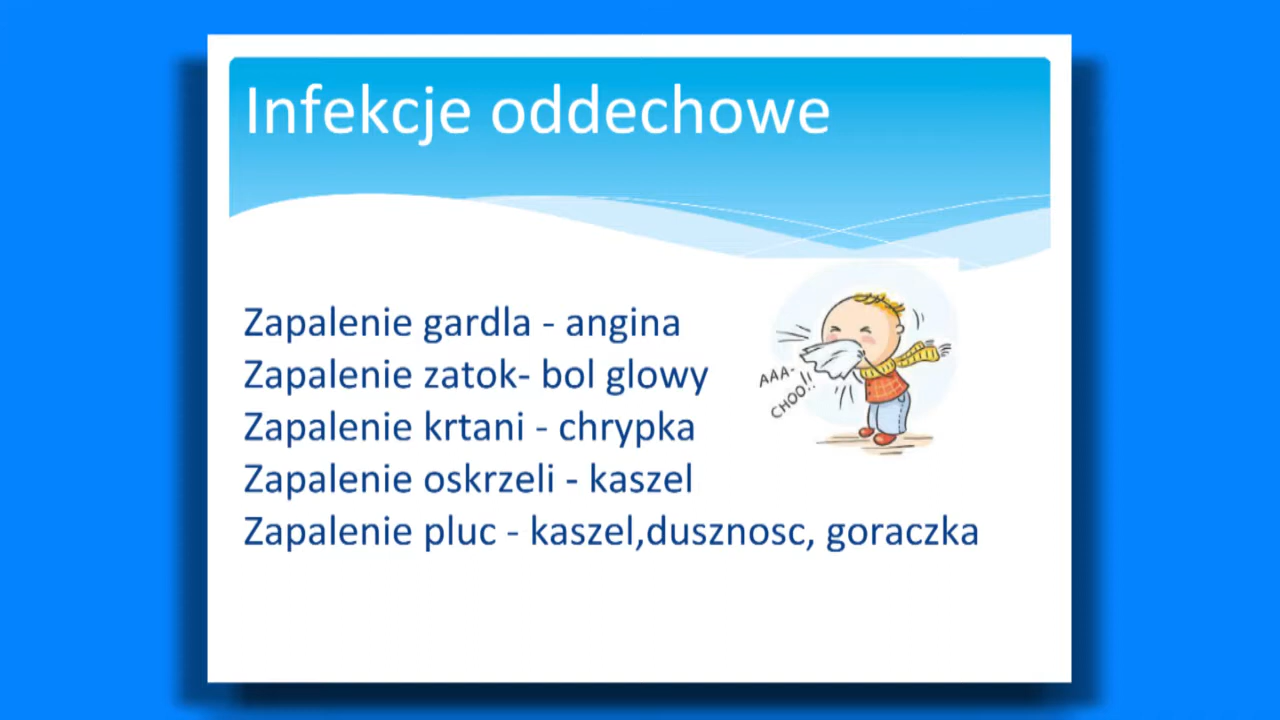 Infekcje oddechowe
Zapalenie gardla - angina
Zapalenie zatok- bol glowy
Zapalenie krtani - chrypka
Zapalenie oskrzeli - kaszel
Zapalenie pluc - kaszel,dusznosc, goraczka
AAA-
CHOO!!